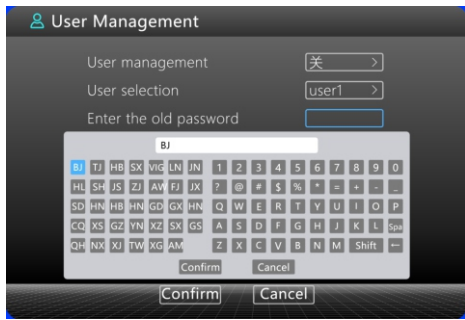 User Management
User management 关 >
User selection user1 >
Enter the old password
BJ
BJ TJ HB SX VIG LN JN 1 2 3 4 5 6 7 8 9 0
HL SH JS ZJ AW FJ JX ? @ # $ % * = + - _
SD HN HB HN GD GX HN Q W E R T Y U I O P
CQ XS GZ YN XZ SX GS A S D F G H J K L Spa
QH NX XJ TW XG AM Z X C V B N M Shift ←
Confirm Cancel
Confirm Cancel